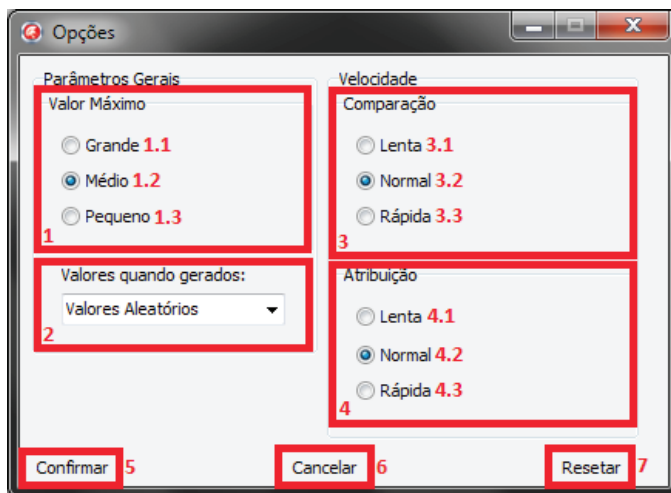 Opções
Parâmetros Gerais
Valor Máximo
Grande 1.1
Médio 1.2
Pequeno 1.3
1
Valores quando gerados:
Valores Aleatórios
2
Velocidade
Comparação
Lenta 3.1
Normal 3.2
Rápida 3.3
3
Atribuição
Lenta 4.1
Normal 4.2
Rápida 4.3
4
Confirmar 5
Cancelar 6
Resetar 7